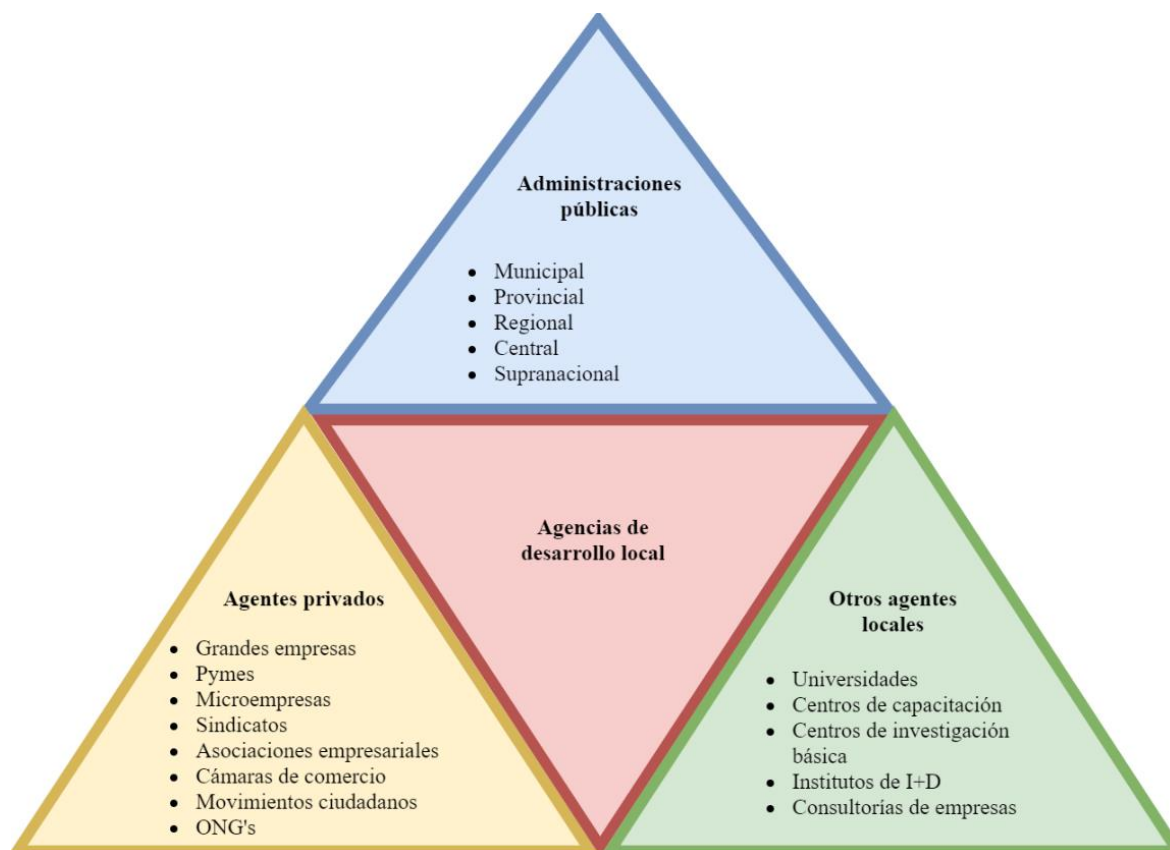 Administraciones
públicas
• Municipal
• Provincial
• Regional
• Central
• Supranacional
Agencias de
desarrollo local
Agentes privados
• Grandes empresas
• Pymes
• Microempresas
• Sindicatos
• Asociaciones empresariales
• Cámaras de comercio
• Movimientos ciudadanos
• ONG's
Otros agentes
locales
• Universidades
• Centros de capacitación
• Centros de investigación
básica
• Institutos de I+D
• Consultorías de empresas